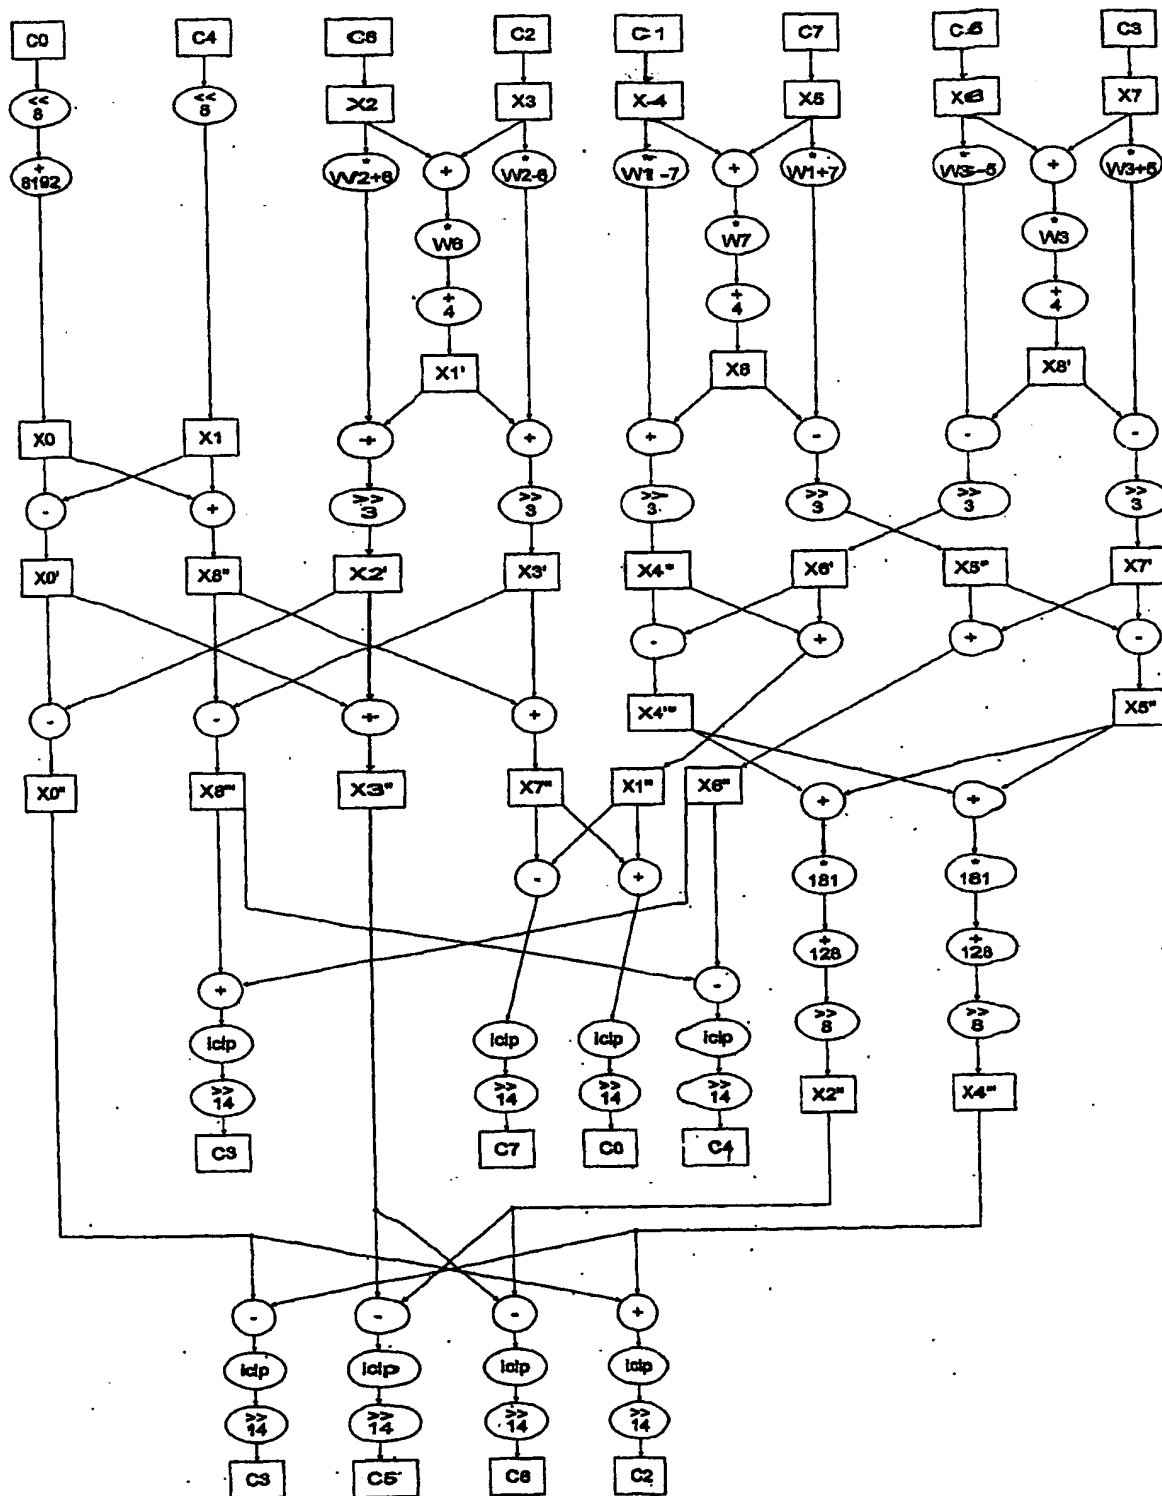 C0 C4 C6 C2 C1 C7 C5 C3
<< 8
<< 8
X2 X3 X4 X5 X6 X7
+ 8192
* W2+6
+
* W2-6
* W1-7
+
* W1+7
* W3-5
+
* W3+5
* W6
* W7
* W3
+ 4
+ 4
+ 4
X1' X8 X8'
X0 X1
+ + + - - -
- +
>> 3
>> 3
>> 3
>> 3
>> 3
>> 3
X0' X8" X2' X3' X4" X6' X5" X7'
- + + -
- - + +
X4'" X5"
X0" X8"' X3" X7" X1" X6" + +
- +
* 181
* 181
+ 128
+ 128
+ -
>> 8
>> 8
iclp iclp iclp iclp
>> 14
>> 14
>> 14
>> 14
X2" X4"'
C3 C7 C0 C4
- - - +
iclp iclp iclp iclp
>> 14
>> 14
>> 14
>> 14
C3 C5 C6 C2